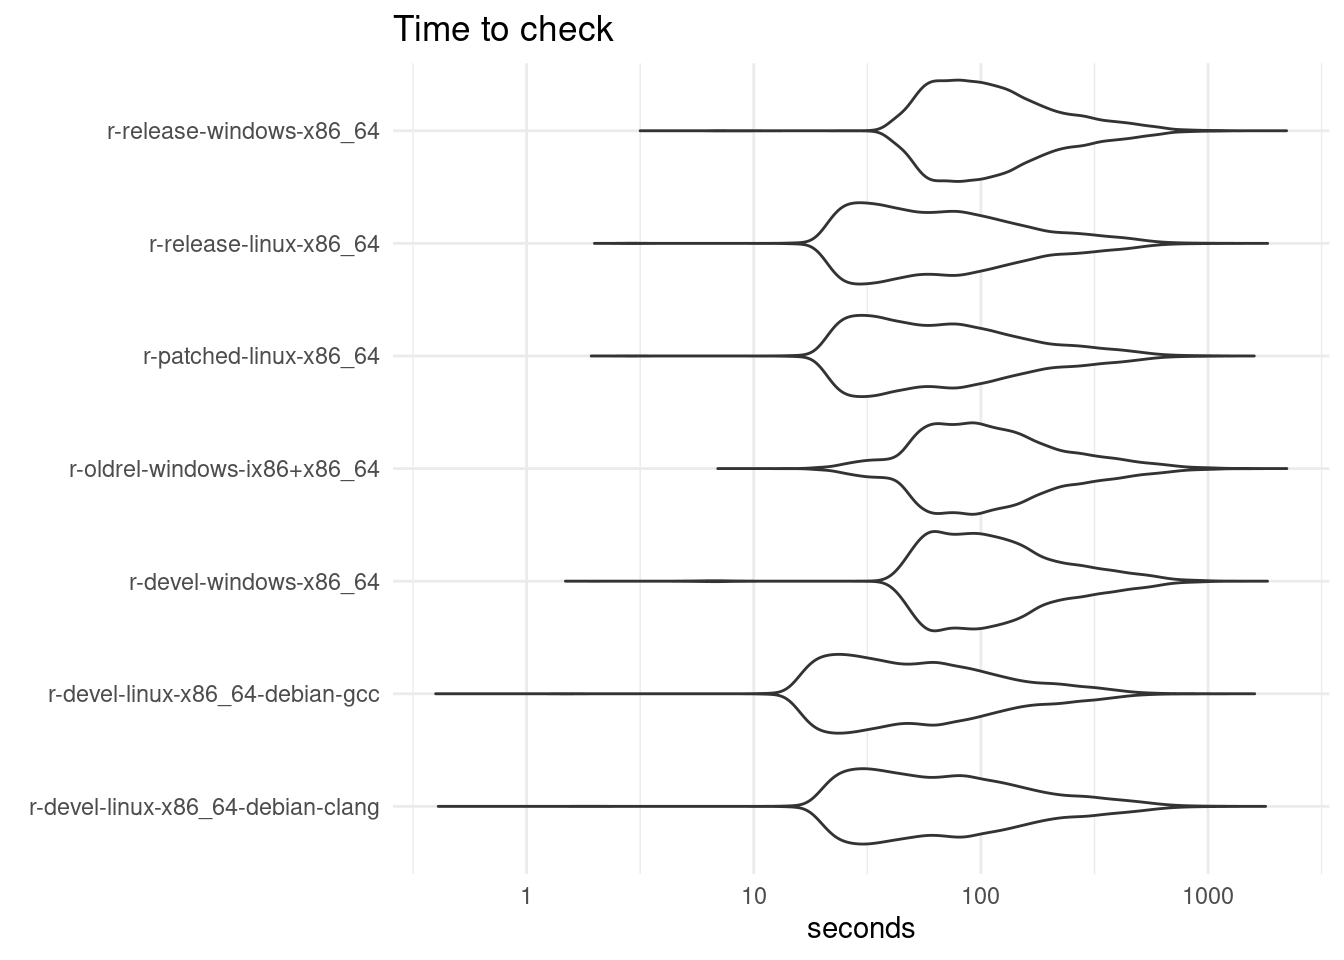 Time to check
r-release-windows-x86_64
r-release-linux-x86_64
r-patched-linux-x86_64
r-oldrel-windows-ix86+x86_64
r-devel-windows-x86_64
r-devel-linux-x86_64-debian-gcc
r-devel-linux-x86_64-debian-clang
1 10 100 1000
seconds